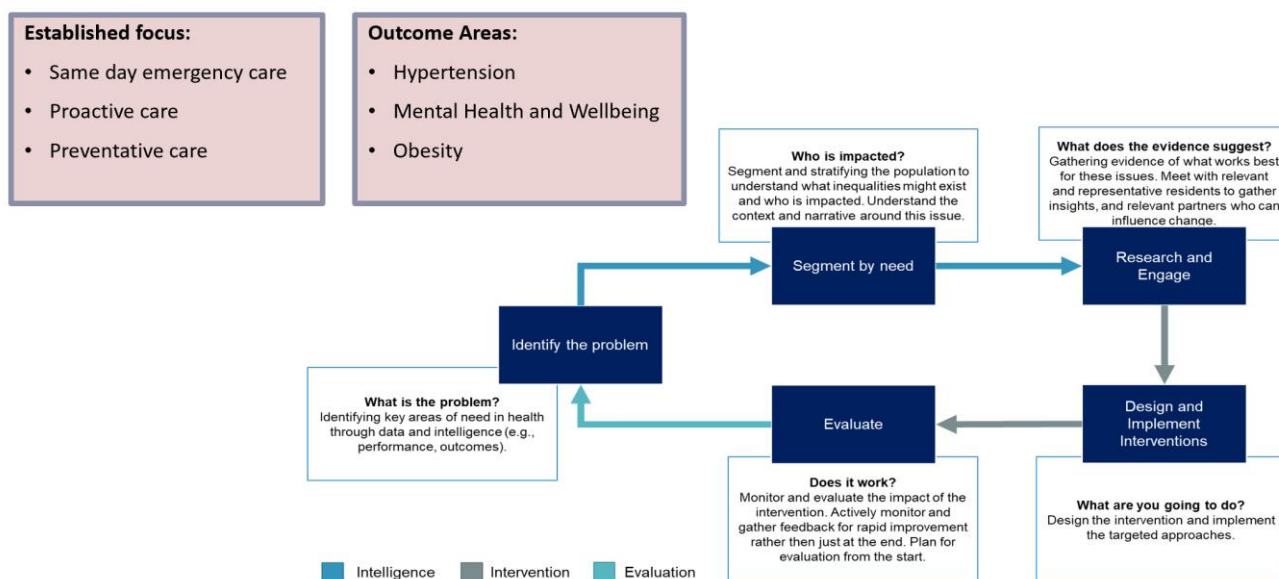 Established focus:
• Same day emergency care
• Proactive care
• Preventative care
Outcome Areas:
• Hypertension
• Mental Health and Wellbeing
• Obesity
Who is impacted?
Segment and stratifying the population to
understand what inequalities might exist
and who is impacted. Understand the
context and narrative around this issue.
What does the evidence suggest?
Gathering evidence of what works best
for these issues. Meet with relevant
and representative residents to gather
insights, and relevant partners who can
influence change.
Segment by need
Research and
Engage
Identify the problem
What is the problem?
Identifying key areas of need in health
through data and intelligence (e.g.,
performance, outcomes).
Evaluate
Design and
Implement
Interventions
Does it work?
Monitor and evaluate the impact of the
intervention. Actively monitor and
gather feedback for rapid improvement
rather then just at the end. Plan for
evaluation from the start.
What are you going to do?
Design the intervention and implement
the targeted approaches.
Intelligence
Intervention
Evaluation